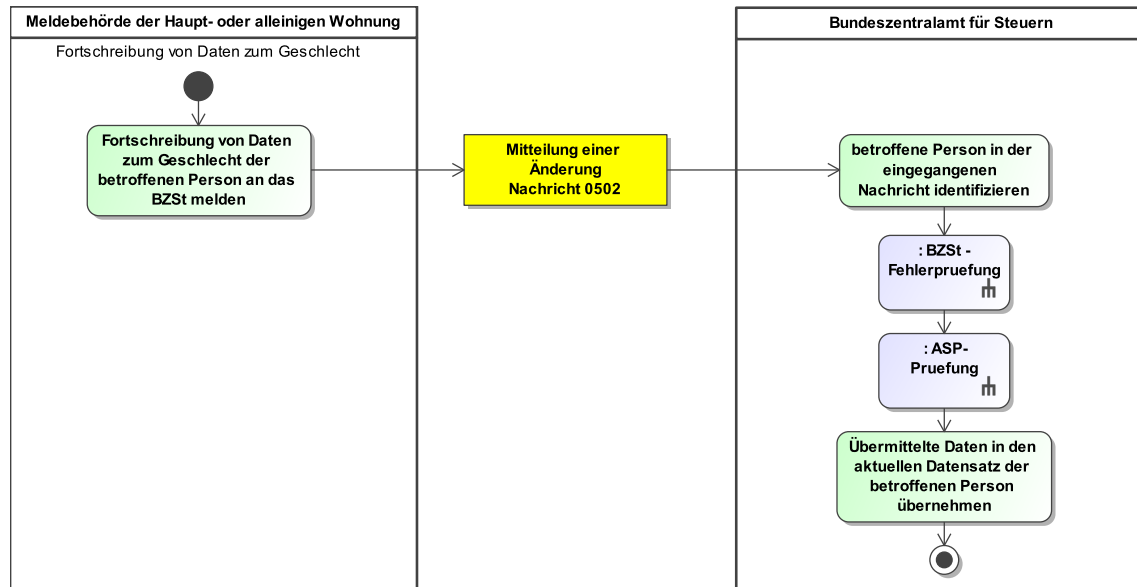 Meldebehörde der Haupt- oder alleinigen Wohnung
Fortschreibung von Daten zum Geschlecht
Fortschreibung von Daten
zum Geschlecht der
betroffenen Person an das
BZSt melden
Mitteilung einer
Änderung
Nachricht 0502
Bundeszentralamt für Steuern
betroffene Person in der
eingegangenen
Nachricht identifizieren
: BZSt -
Fehlerpruefung
: ASP-
Pruefung
Übermittelte Daten in den
aktuellen Datensatz der
betroffenen Person
übernehmen